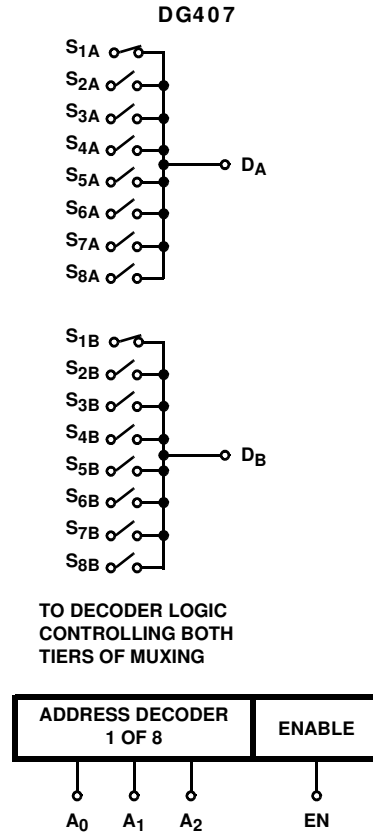 DG407
S1A
S2A
S3A
S4A
DA
S5A
S6A
S7A
S8A
S1B
S2B
S3B
S4B
DB
S5B
S6B
S7B
S8B
TO DECODER LOGIC
CONTROLLING BOTH
TIERS OF MUXING
ADDRESS DECODER
1 OF 8
ENABLE
A0 A1 A2 EN